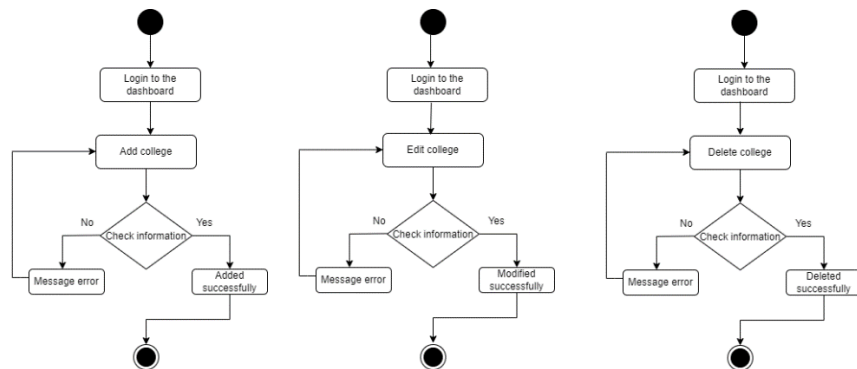 Login to the
dashboard
Add college
No
Yes
Check information
Message error
Added
successfully
Login to the
dashboard
Edit college
No
Yes
Check information
Message error
Modified
successfully
Login to the
dashboard
Delete college
No
Yes
Check information
Message error
Deleted
successfully